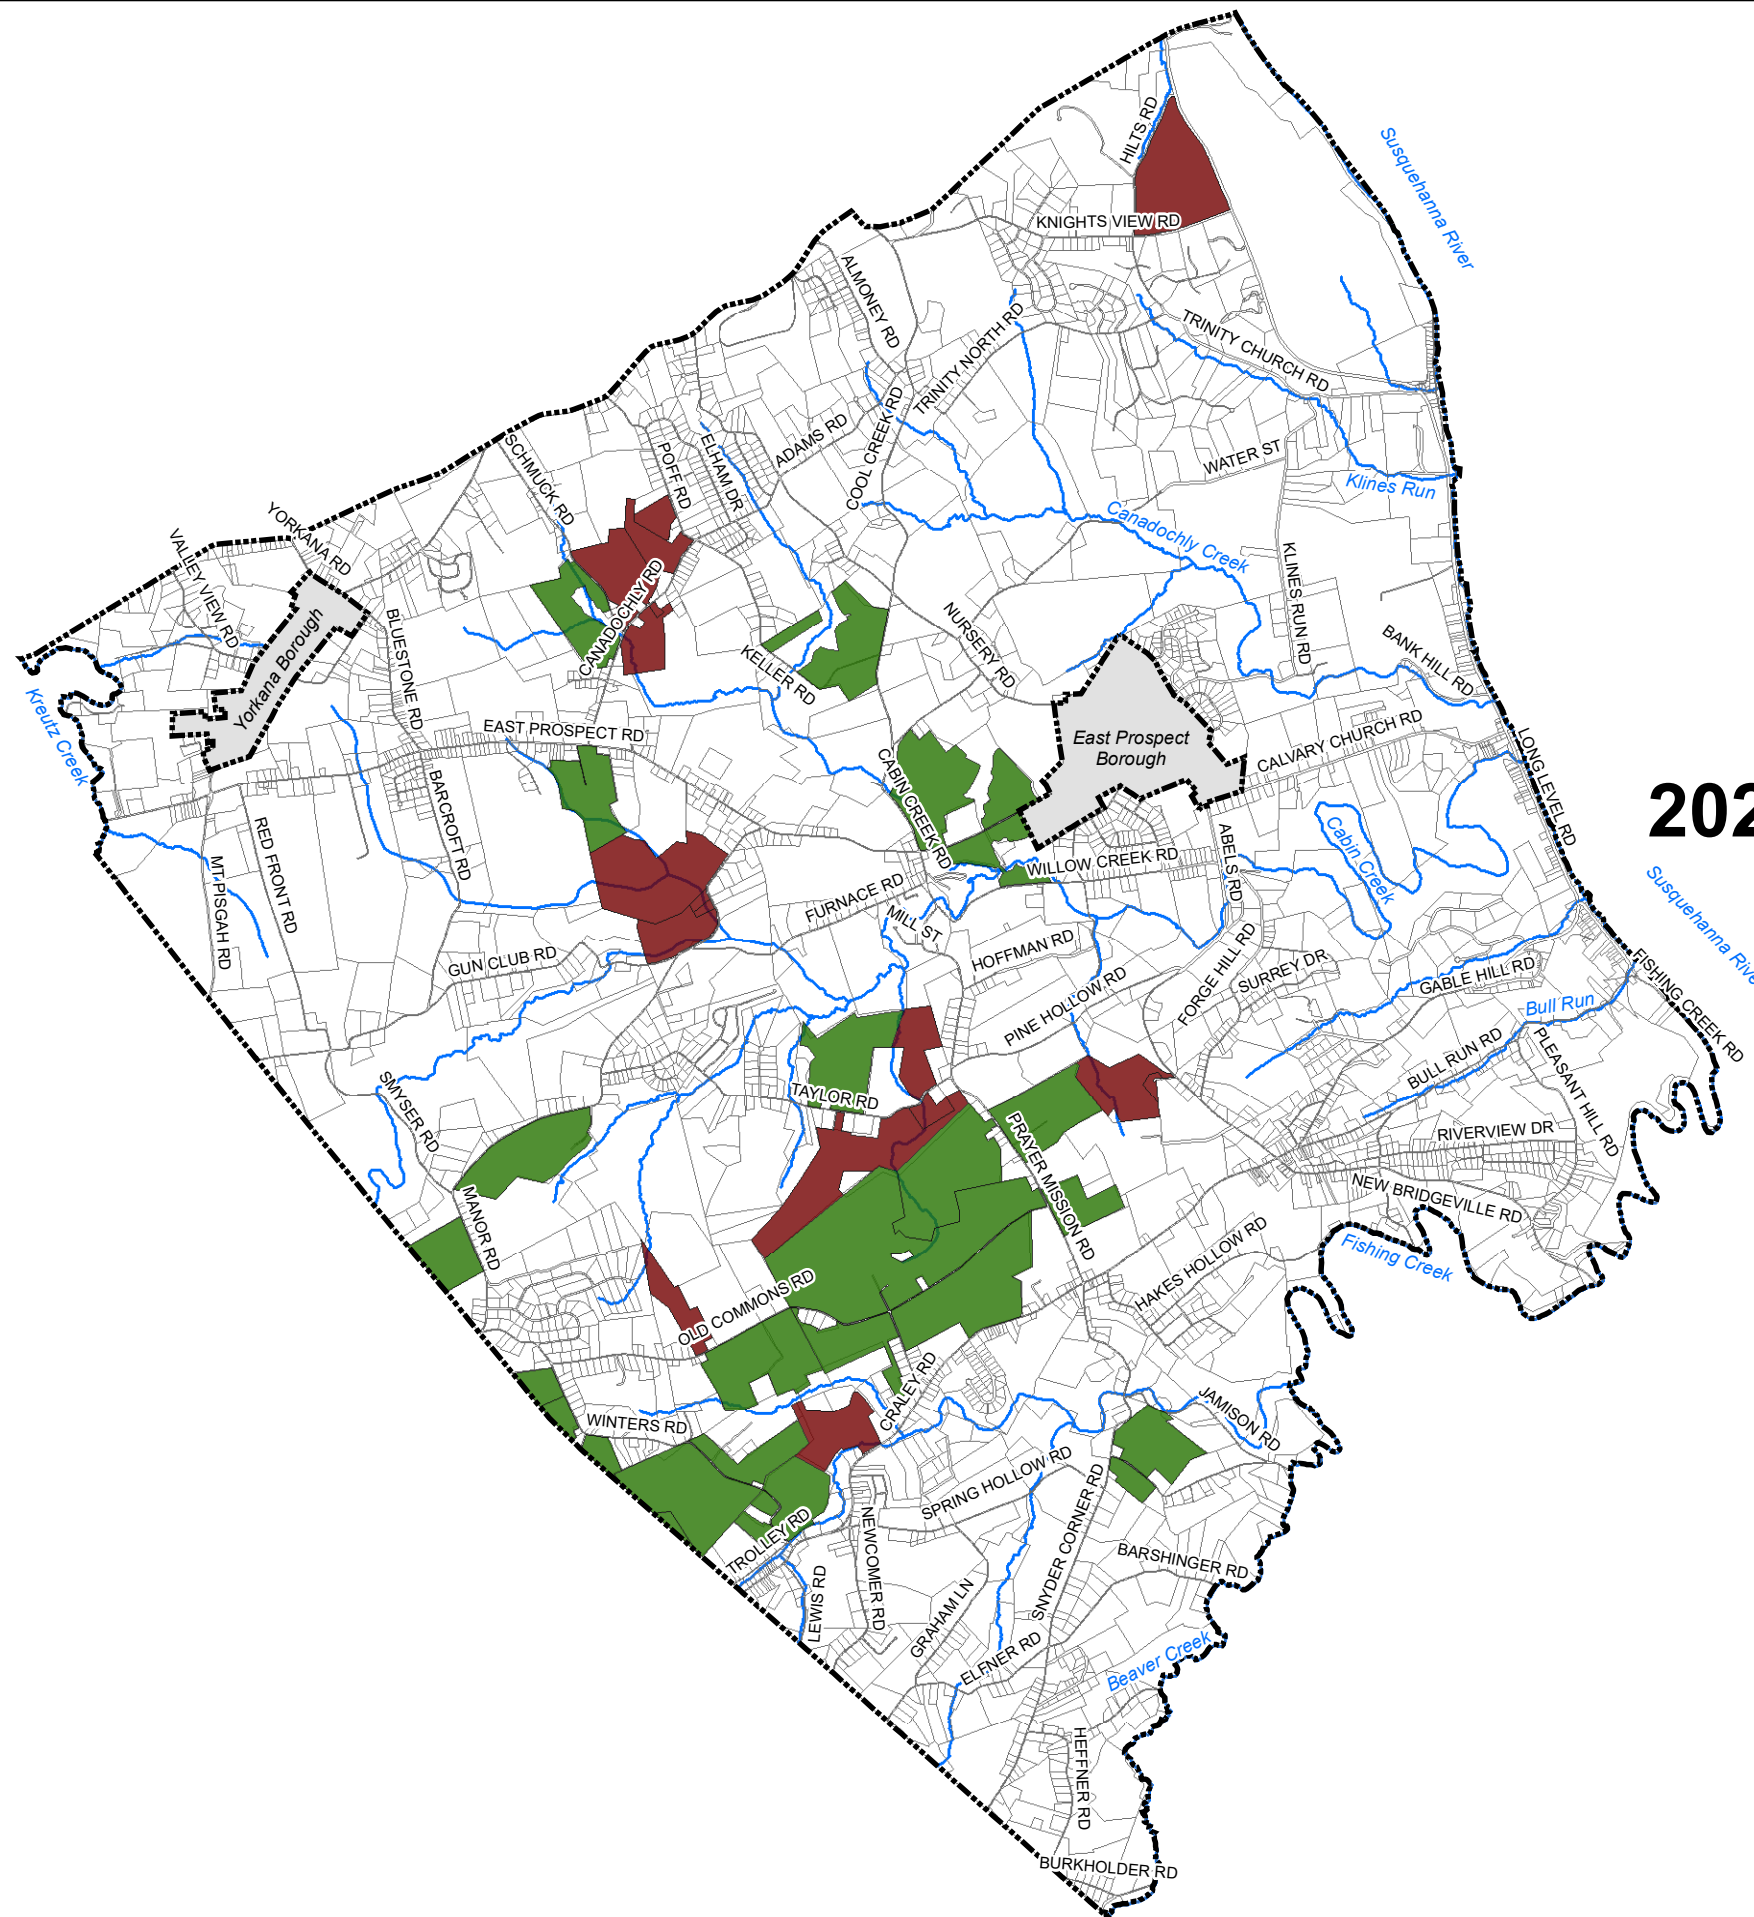 HILTS RD
Susquehanna River
KNIGHTS VIEW RD
ALMONEY RD
TRINITY NORTH RD
TRINITY CHURCH RD
COOL CREEK RD
ADAMS RD
ELHAM DR
POFF RD
SCHMUCK RD
WATER ST
Klines Run
Canadochly Creek
YORKANA RD
VALLEY VIEW RD
Yorkana Borough
BLUESTONE RD
CANADOCHLY RD
KELLER RD
NURSERY RD
KLINES RUN RD
BANK HILL RD
Kreutz Creek
EAST PROSPECT RD
East Prospect
Borough
CALVARY CHURCH RD
LONG LEVEL RD
CABIN CREEK RD
BARCROFT RD
RED FRONT RD
MT PISGAH RD
202
WILLOW CREEK RD
ABELS RD
Cabin Creek
FURNACE RD
MILL ST
HOFFMAN RD
GUN CLUB RD
PINE HOLLOW RD
FORGE HILL RD
SURREY DR
GABLE HILL RD
Susquehanna Rive
FISHING CREEK RD
Bull Run
BULL RUN RD
PLEASANT HILL RD
SMYSER RD
TAYLOR RD
PRAYER MISSION RD
RIVERVIEW DR
NEW BRIDGEVILLE RD
MANOR RD
HAKES HOLLOW RD
Fishing Creek
OLD COMMONS RD
CRALEY RD
WINTERS RD
JAMISON RD
SPRING HOLLOW RD
SNYDER CORNER RD
TROLLEY RD
NEWCOMER RD
LEWIS RD
GRAHAM LN
BARSHINGER RD
ELFNER RD
Beaver Creek
HEFFNER RD
BURKHOLDER RD